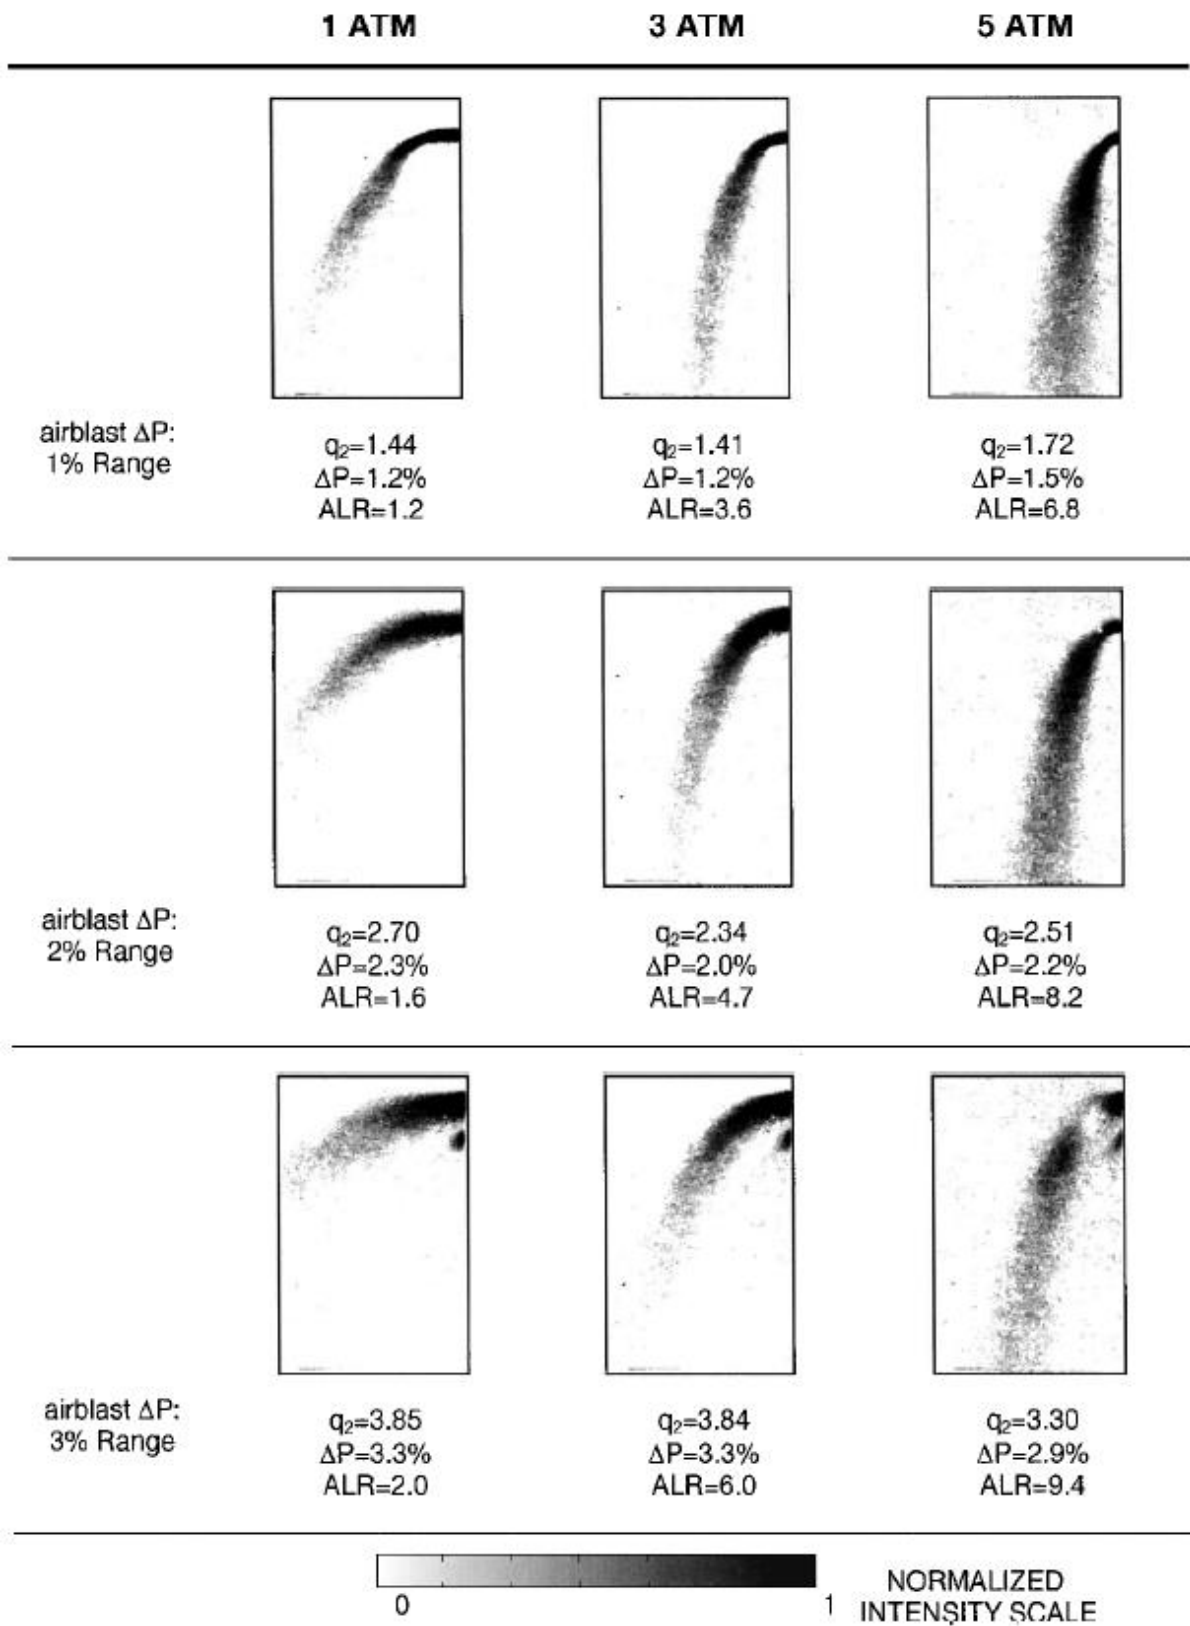 1 ATM 3 ATM 5 ATM
airblast ΔP:
1% Range
q₂=1.44
ΔP=1.2%
ALR=1.2
q₂=1.41
ΔP=1.2%
ALR=3.6
q₂=1.72
ΔP=1.5%
ALR=6.8
airblast ΔP:
2% Range
q₂=2.70
ΔP=2.3%
ALR=1.6
q₂=2.34
ΔP=2.0%
ALR=4.7
q₂=2.51
ΔP=2.2%
ALR=8.2
airblast ΔP:
3% Range
q₂=3.85
ΔP=3.3%
ALR=2.0
q₂=3.84
ΔP=3.3%
ALR=6.0
q₂=3.30
ΔP=2.9%
ALR=9.4
0 1
NORMALIZED
INTENSITY SCALE